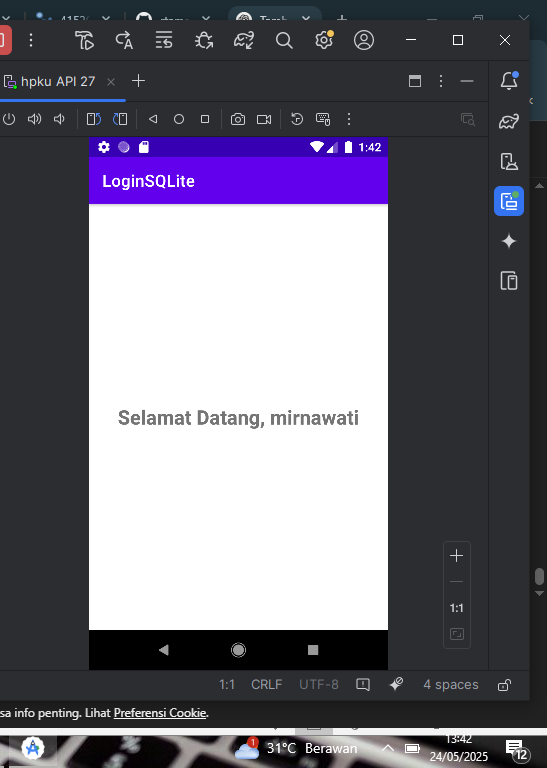 hpku API 27
1:42
LoginSQLite
Selamat Datang, mirnawati
1:1
1:1 CRLF UTF-8 4 spaces
sa info penting. Lihat Preferensi Cookie.
1
31°C Berawan
13:42
24/05/2025
12